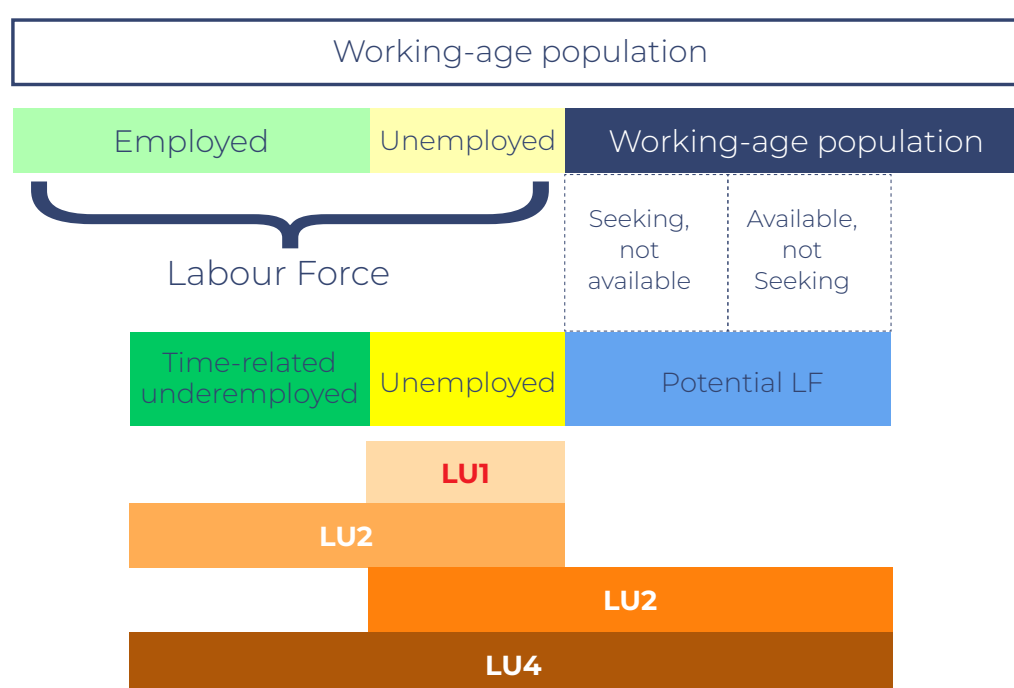 Working-age population
Employed
Unemployed
Working-age population
Seeking,
not
available
Available,
not
Seeking
Labour Force
Time-related
underemployed
Unemployed
Potential LF
LU1
LU2
LU2
LU4